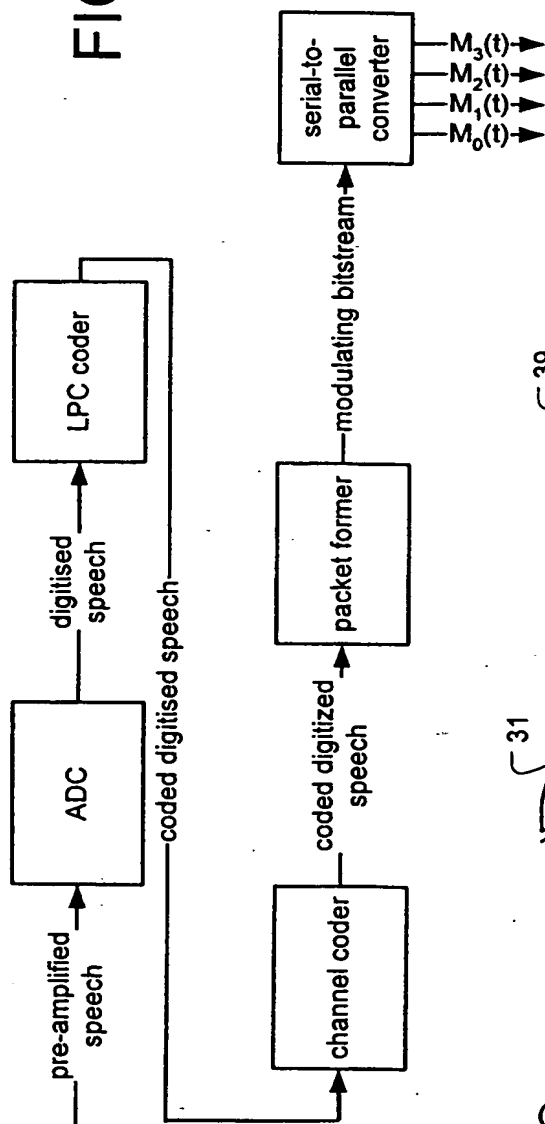 FIG
pre-amplified
speech
ADC
digitised
speech
LPC coder
coded digitised speech
channel coder
coded digitized
speech
packet former
modulating bitstream
serial-to-
parallel
converter
M₃(t)
M₂(t)
M₁(t)
M₀(t)
31